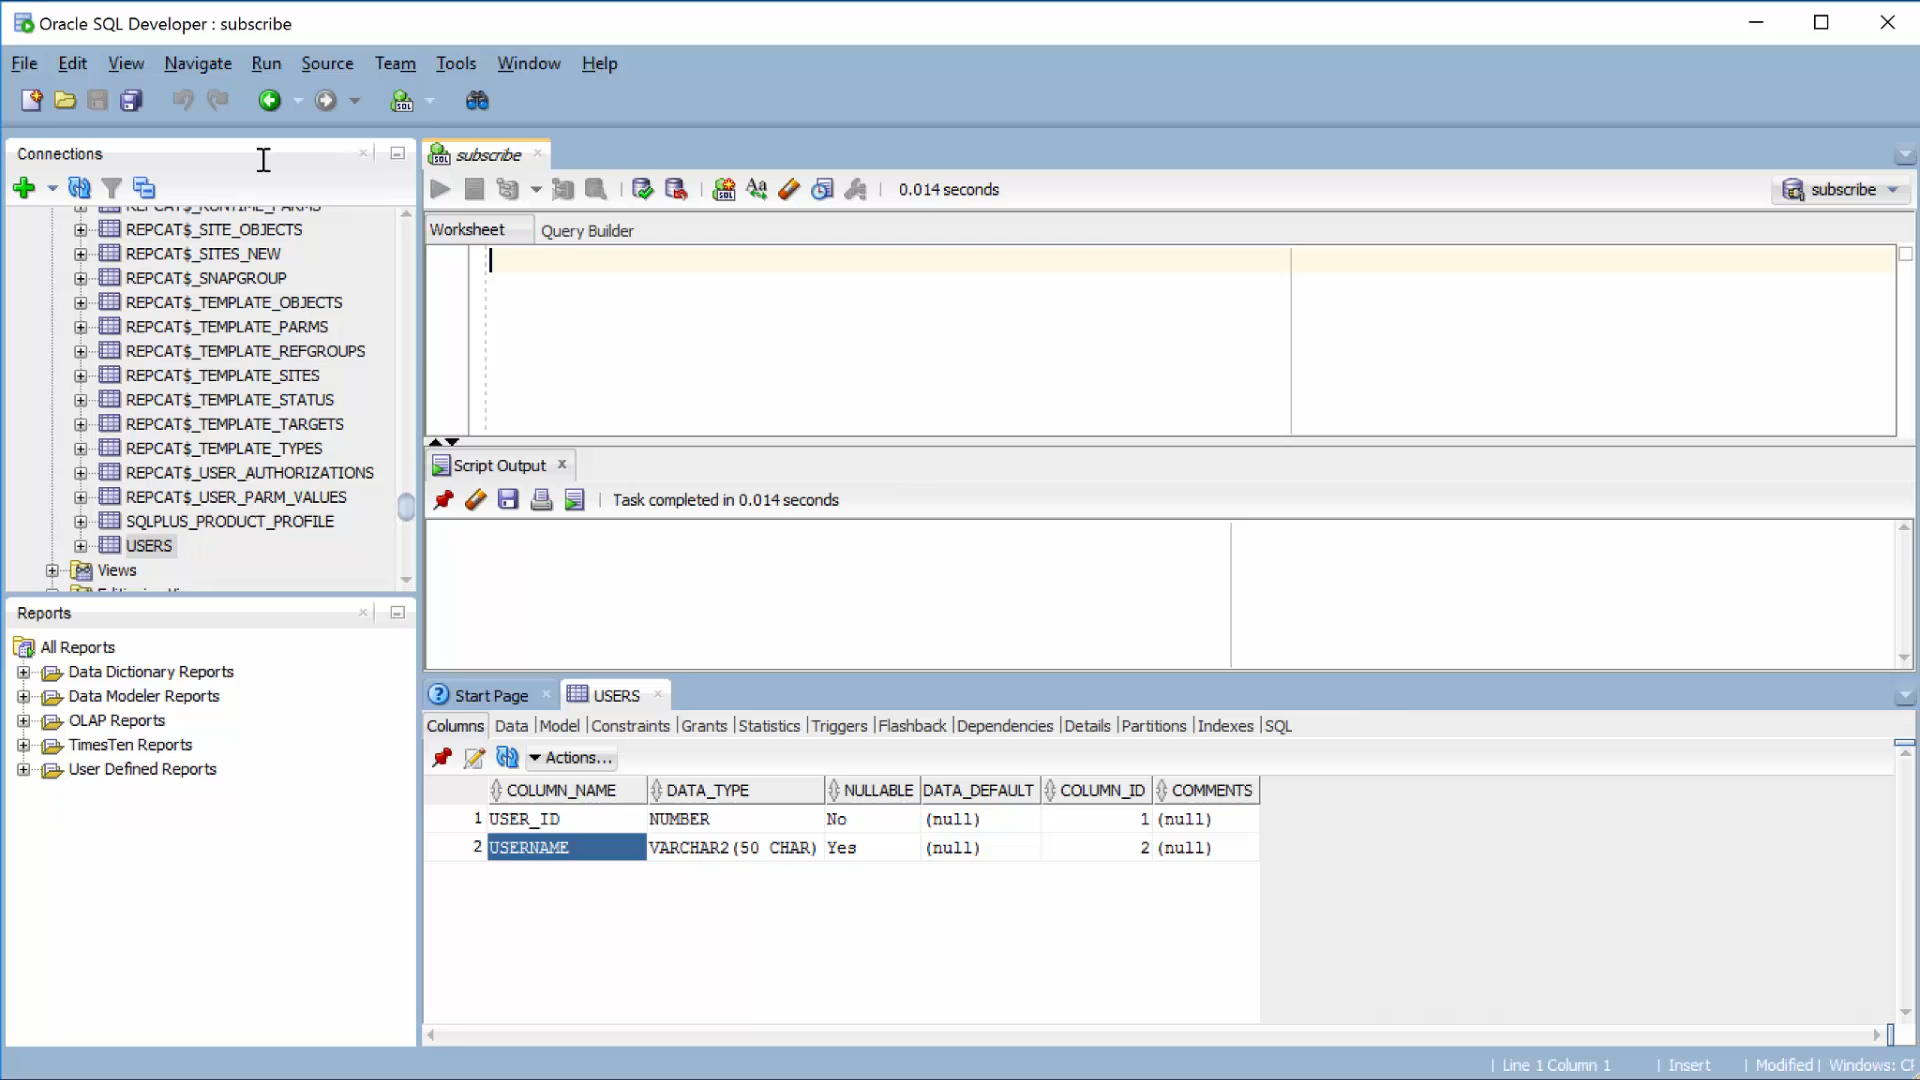 Oracle SQL Developer : subscribe
File Edit View Navigate Run Source Team Tools Window Help
Connections
REPCAT$_RUNTIME_PARMS
REPCAT$_SITE_OBJECTS
REPCAT$_SITES_NEW
REPCAT$_SNAPGROUP
REPCAT$_TEMPLATE_OBJECTS
REPCAT$_TEMPLATE_PARMS
REPCAT$_TEMPLATE_REFGROUPS
REPCAT$_TEMPLATE_SITES
REPCAT$_TEMPLATE_STATUS
REPCAT$_TEMPLATE_TARGETS
REPCAT$_TEMPLATE_TYPES
REPCAT$_USER_AUTHORIZATIONS
REPCAT$_USER_PARM_VALUES
SQLPLUS_PRODUCT_PROFILE
USERS
Views
Reports
All Reports
Data Dictionary Reports
Data Modeler Reports
OLAP Reports
TimesTen Reports
User Defined Reports
subscribe
0.014 seconds
subscribe
Worksheet Query Builder
Script Output
Task completed in 0.014 seconds
Start Page USERS
Columns Data Model Constraints Grants Statistics Triggers Flashback Dependencies Details Partitions Indexes SQL
Actions...
COLUMN_NAME DATA_TYPE NULLABLE DATA_DEFAULT COLUMN_ID COMMENTS
1 USER_ID NUMBER No (null) 1 (null)
2 USERNAME VARCHAR2(50 CHAR) Yes (null) 2 (null)
Line 1 Column 1 Insert Modified Windows: C